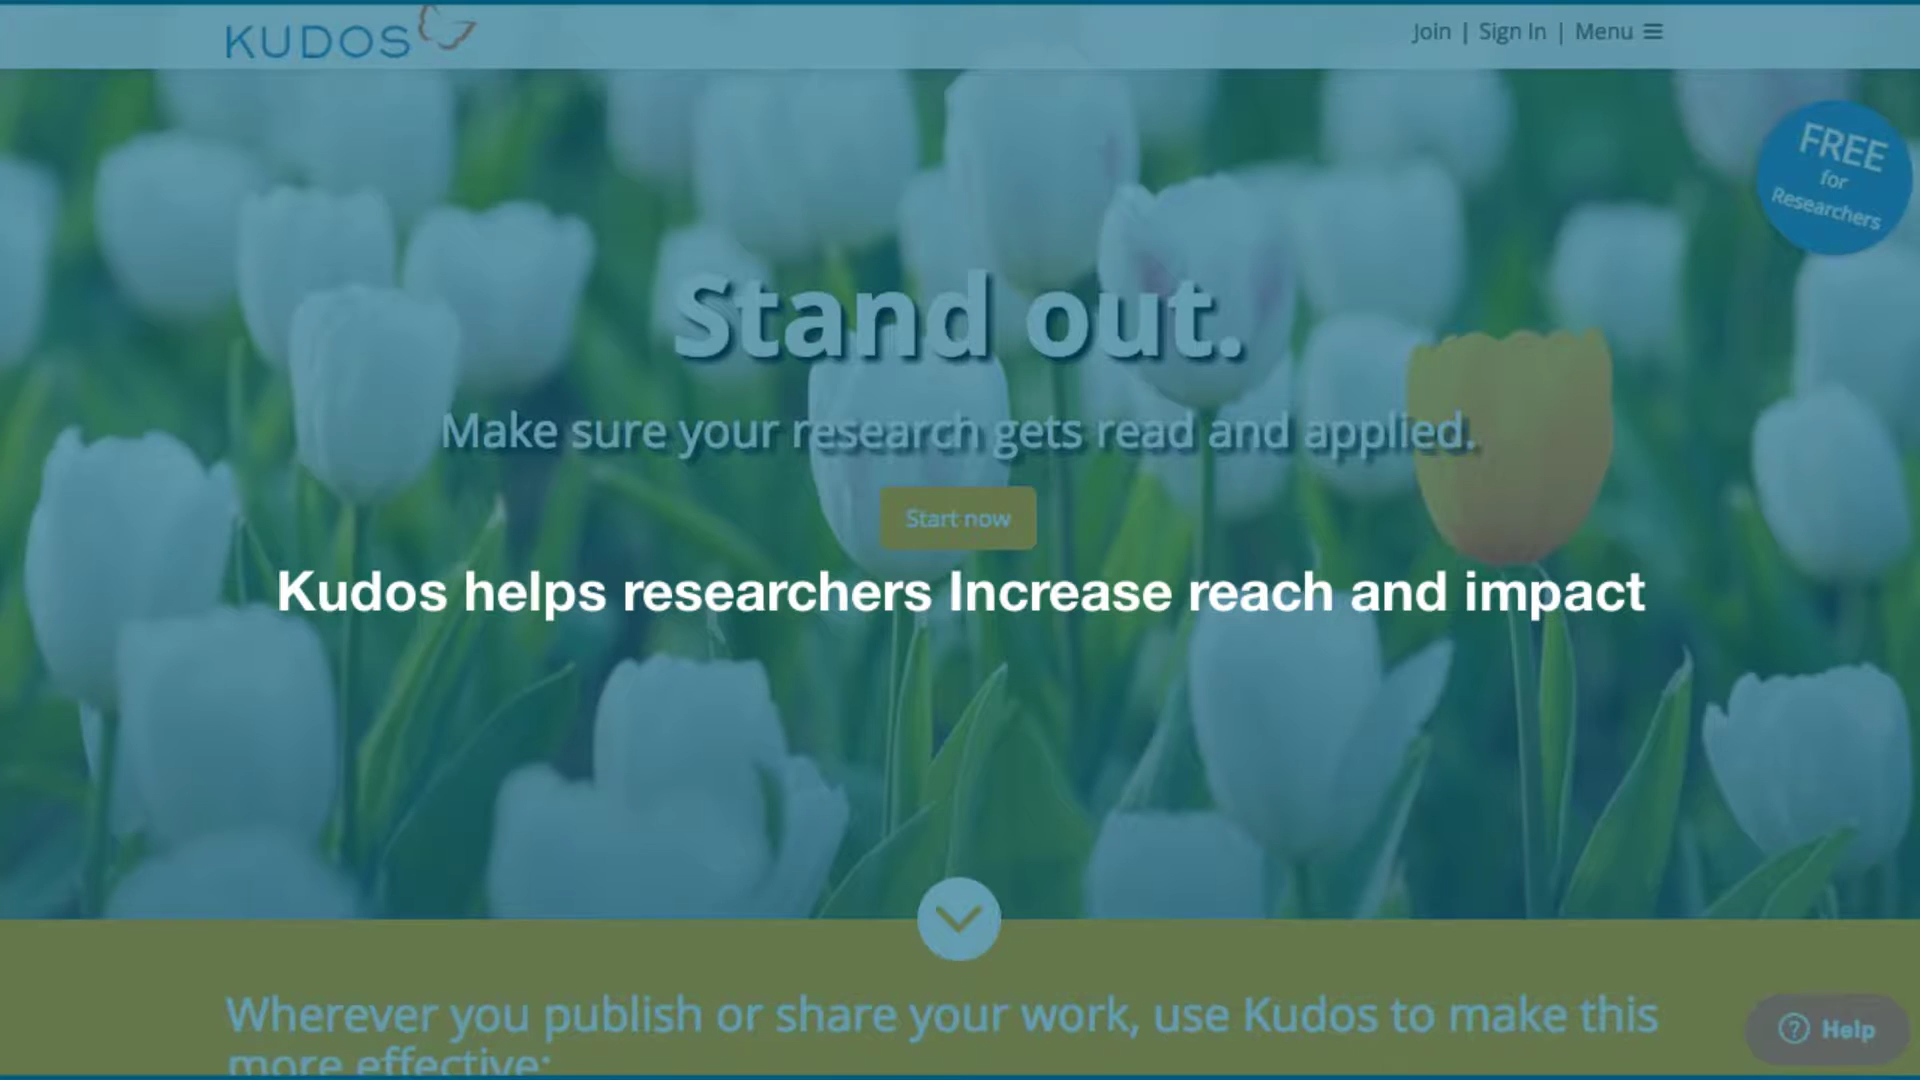 KUDOS
Join | Sign In | Menu
FREE
for
Researchers
Stand out.
Make sure your research gets read and applied.
Start now
Kudos helps researchers Increase reach and impact
Wherever you publish or share your work, use Kudos to make this
more effective:
Help